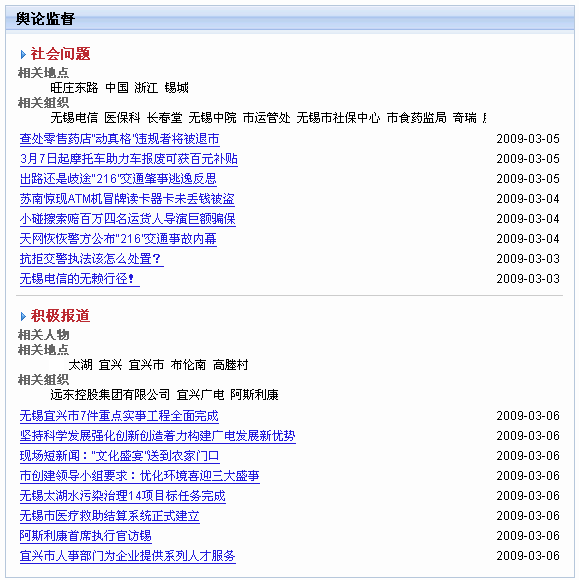 舆论监督
社会问题
相关地点
旺庄东路 中国 浙江 锡城
相关组织
无锡电信 医保科 长春堂 无锡中院 市运管处 无锡市社保中心 市食药监局 奇瑞
查处零售药店"动真格"违规者将被退市 2009-03-05
3月7日起摩托车助力车报废可获百元补贴 2009-03-05
出路还是歧途"216"交通肇事逃逸反思 2009-03-05
苏南惊现ATM机冒牌读卡器卡未丢钱被盗 2009-03-04
小碰擦索赔百万四名运货人导演巨额骗保 2009-03-04
天网恢恢警方公布"216"交通事故内幕 2009-03-04
抗拒交警执法该怎么处置？ 2009-03-03
无锡电信的无赖行径！ 2009-03-03
积极报道
相关人物
相关地点
太湖 宜兴 宜兴市 布伦南 高塍村
相关组织
远东控股集团有限公司 宜兴广电 阿斯利康
无锡宜兴市7件重点实事工程全面完成 2009-03-06
坚持科学发展强化创新创造着力构建广电发展新优势 2009-03-06
现场短新闻："文化盛宴"送到农家门口 2009-03-06
市创建领导小组要求：优化环境喜迎三大盛事 2009-03-06
无锡太湖水污染治理14项目标任务完成 2009-03-06
无锡市医疗救助结算系统正式建立 2009-03-06
阿斯利康首席执行官访锡 2009-03-06
宜兴市人事部门为企业提供系列人才服务 2009-03-06